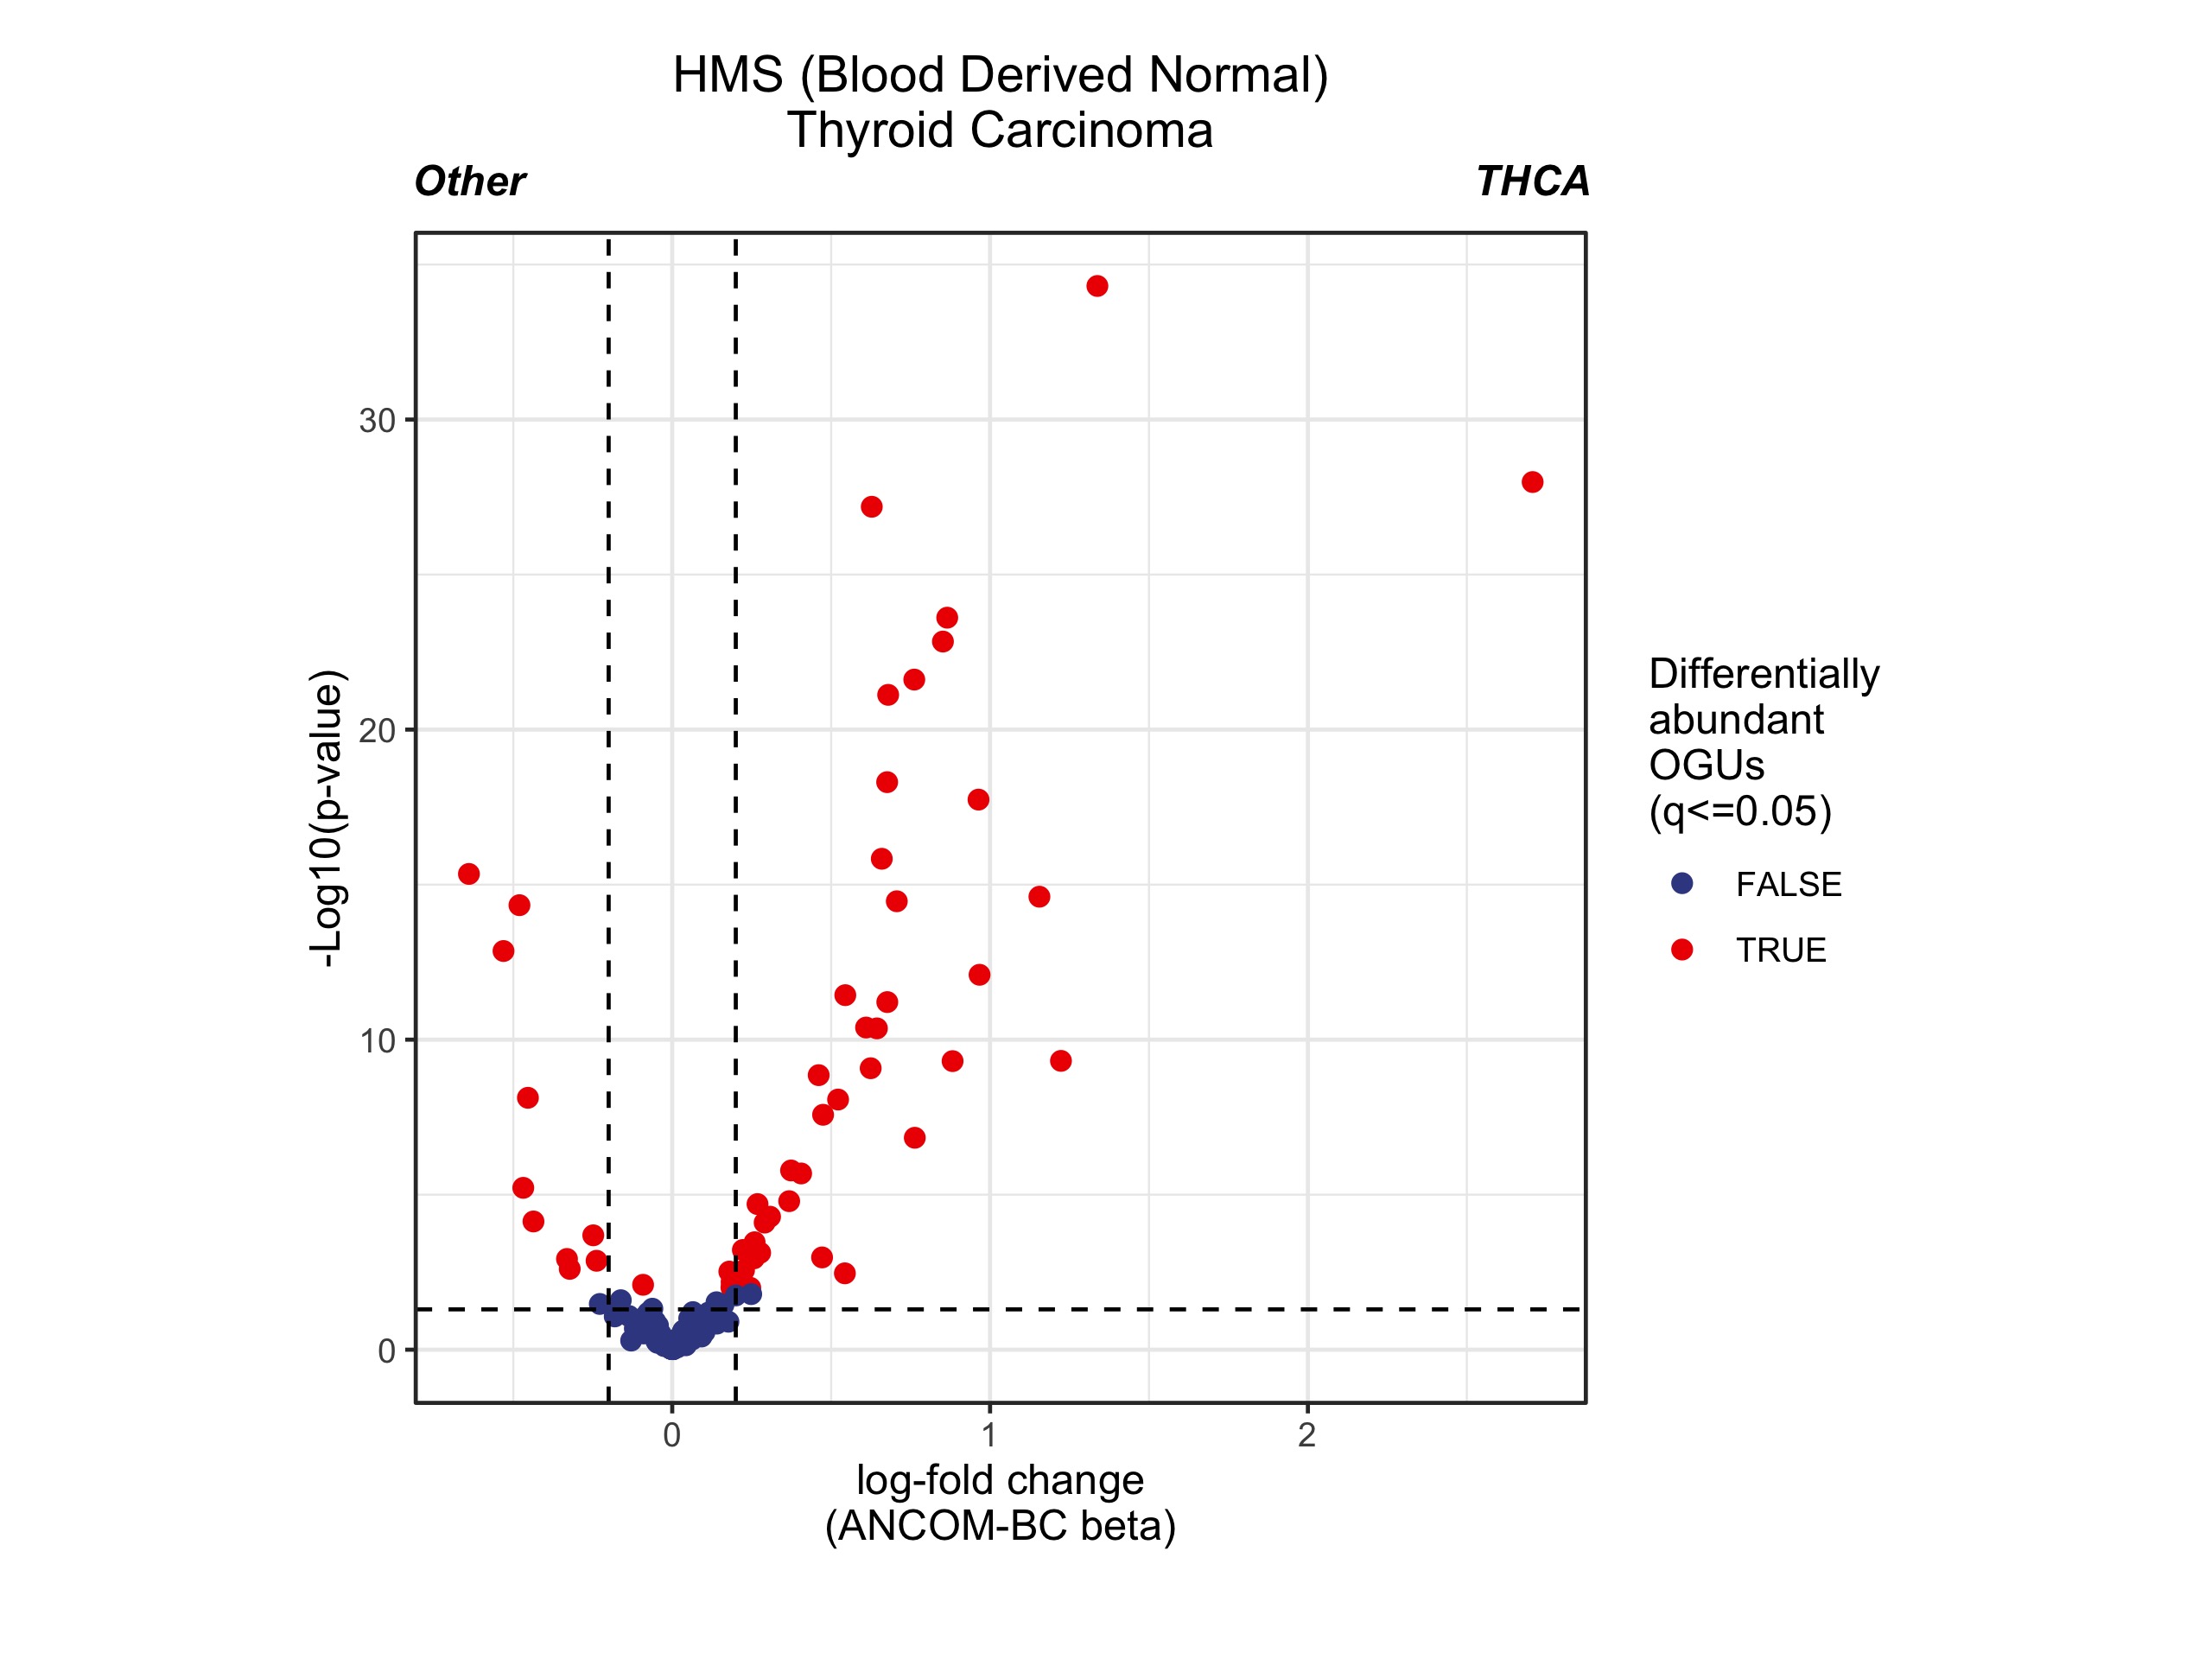 HMS (Blood Derived Normal)
Thyroid Carcinoma
Other
THCA
30
20
10
0
-Log10(p-value)
0
1
2
log-fold change
(ANCOM-BC beta)
Differentially
abundant
OGUs
(q<=0.05)
FALSE
TRUE